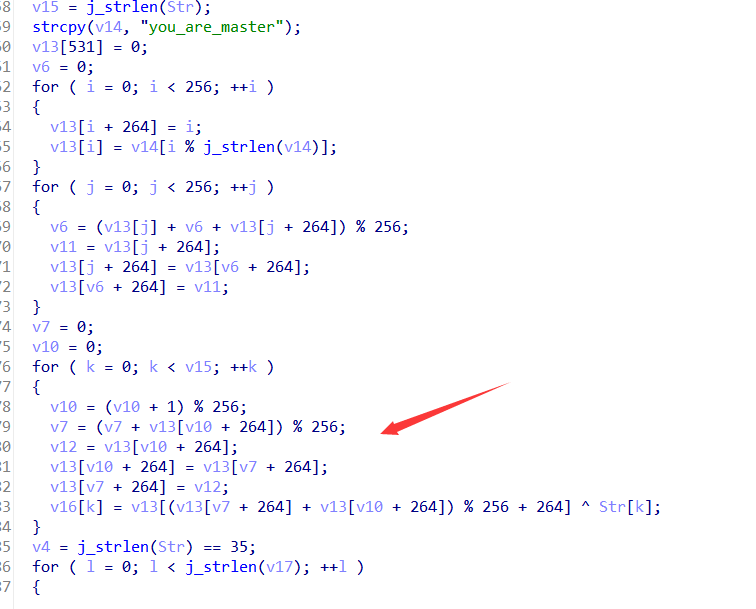 58 v15 = j_strlen(Str);
59 strcpy(v14, "you_are_master");
60 v13[531] = 0;
61 v6 = 0;
62 for ( i = 0; i < 256; ++i )
63 {
64 v13[i + 264] = i;
65 v13[i] = v14[i % j_strlen(v14)];
66 }
67 for ( j = 0; j < 256; ++j )
68 {
69 v6 = (v13[j] + v6 + v13[j + 264]) % 256;
70 v11 = v13[j + 264];
71 v13[j + 264] = v13[v6 + 264];
72 v13[v6 + 264] = v11;
73 }
74 v7 = 0;
75 v10 = 0;
76 for ( k = 0; k < v15; ++k )
77 {
78 v10 = (v10 + 1) % 256;
79 v7 = (v7 + v13[v10 + 264]) % 256;
80 v12 = v13[v10 + 264];
81 v13[v10 + 264] = v13[v7 + 264];
82 v13[v7 + 264] = v12;
83 v16[k] = v13[(v13[v7 + 264] + v13[v10 + 264]) % 256 + 264] ^ Str[k];
84 }
85 v4 = j_strlen(Str) == 35;
86 for ( l = 0; l < j_strlen(v17); ++l )
87 {